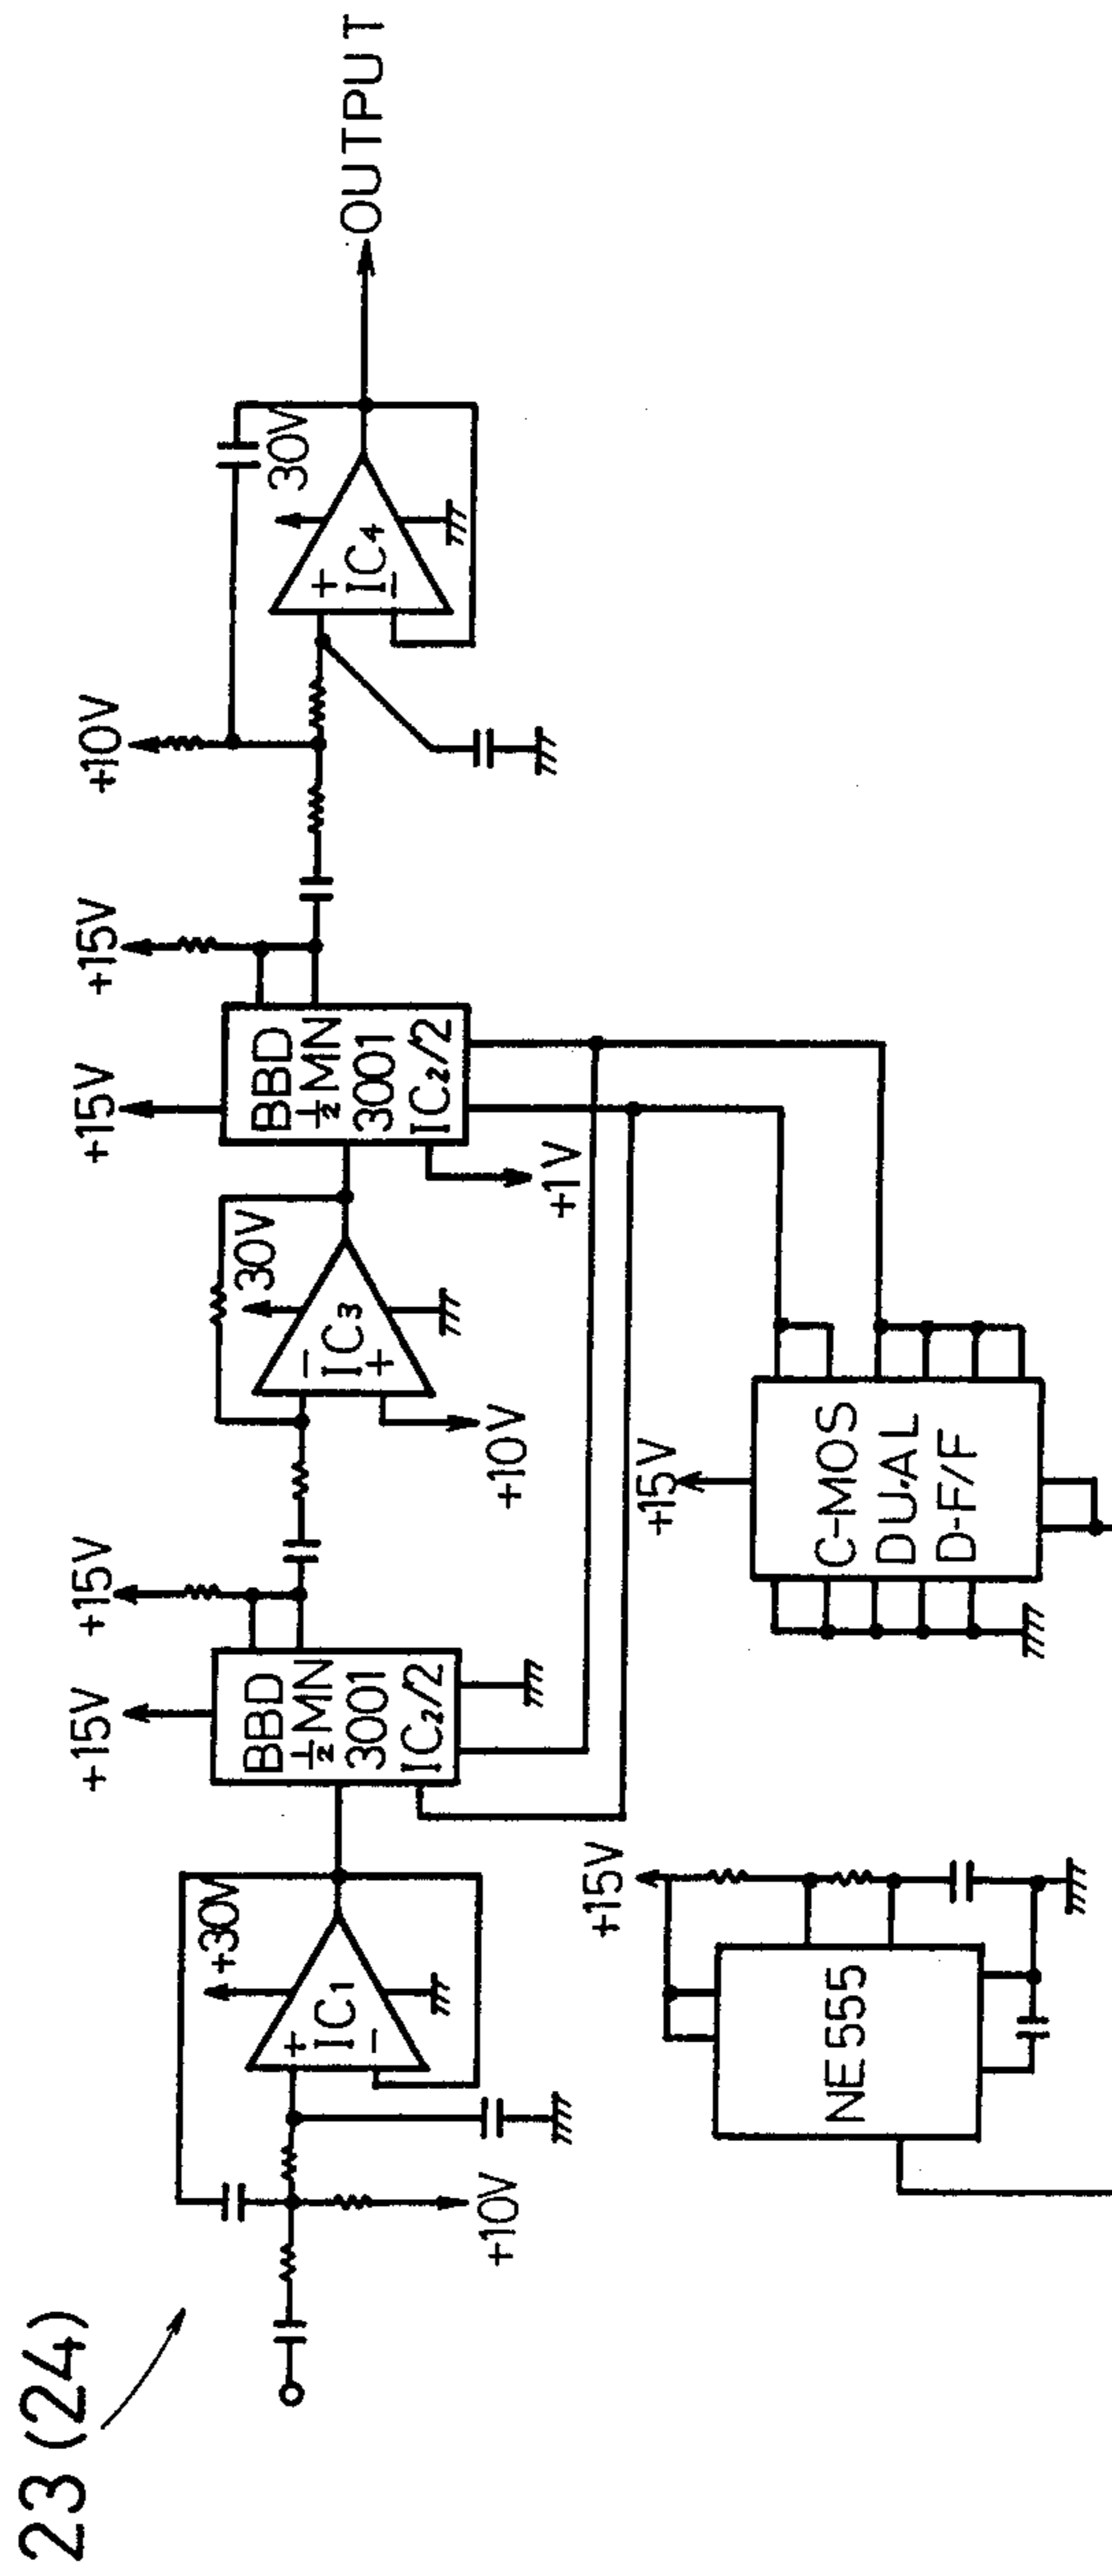 23 (24)
+10V
+30V
+
IC1
−
+15V
BBD
½MN
3001
IC2/2
+15V
30V
−
IC3
+
+10V
+15V
BBD
½MN
3001
IC2/2
+1V
+15V
+10V
30V
+
IC4
−
OUTPUT
+15V
NE555
+15V
C-MOS
DUAL
D-F/F